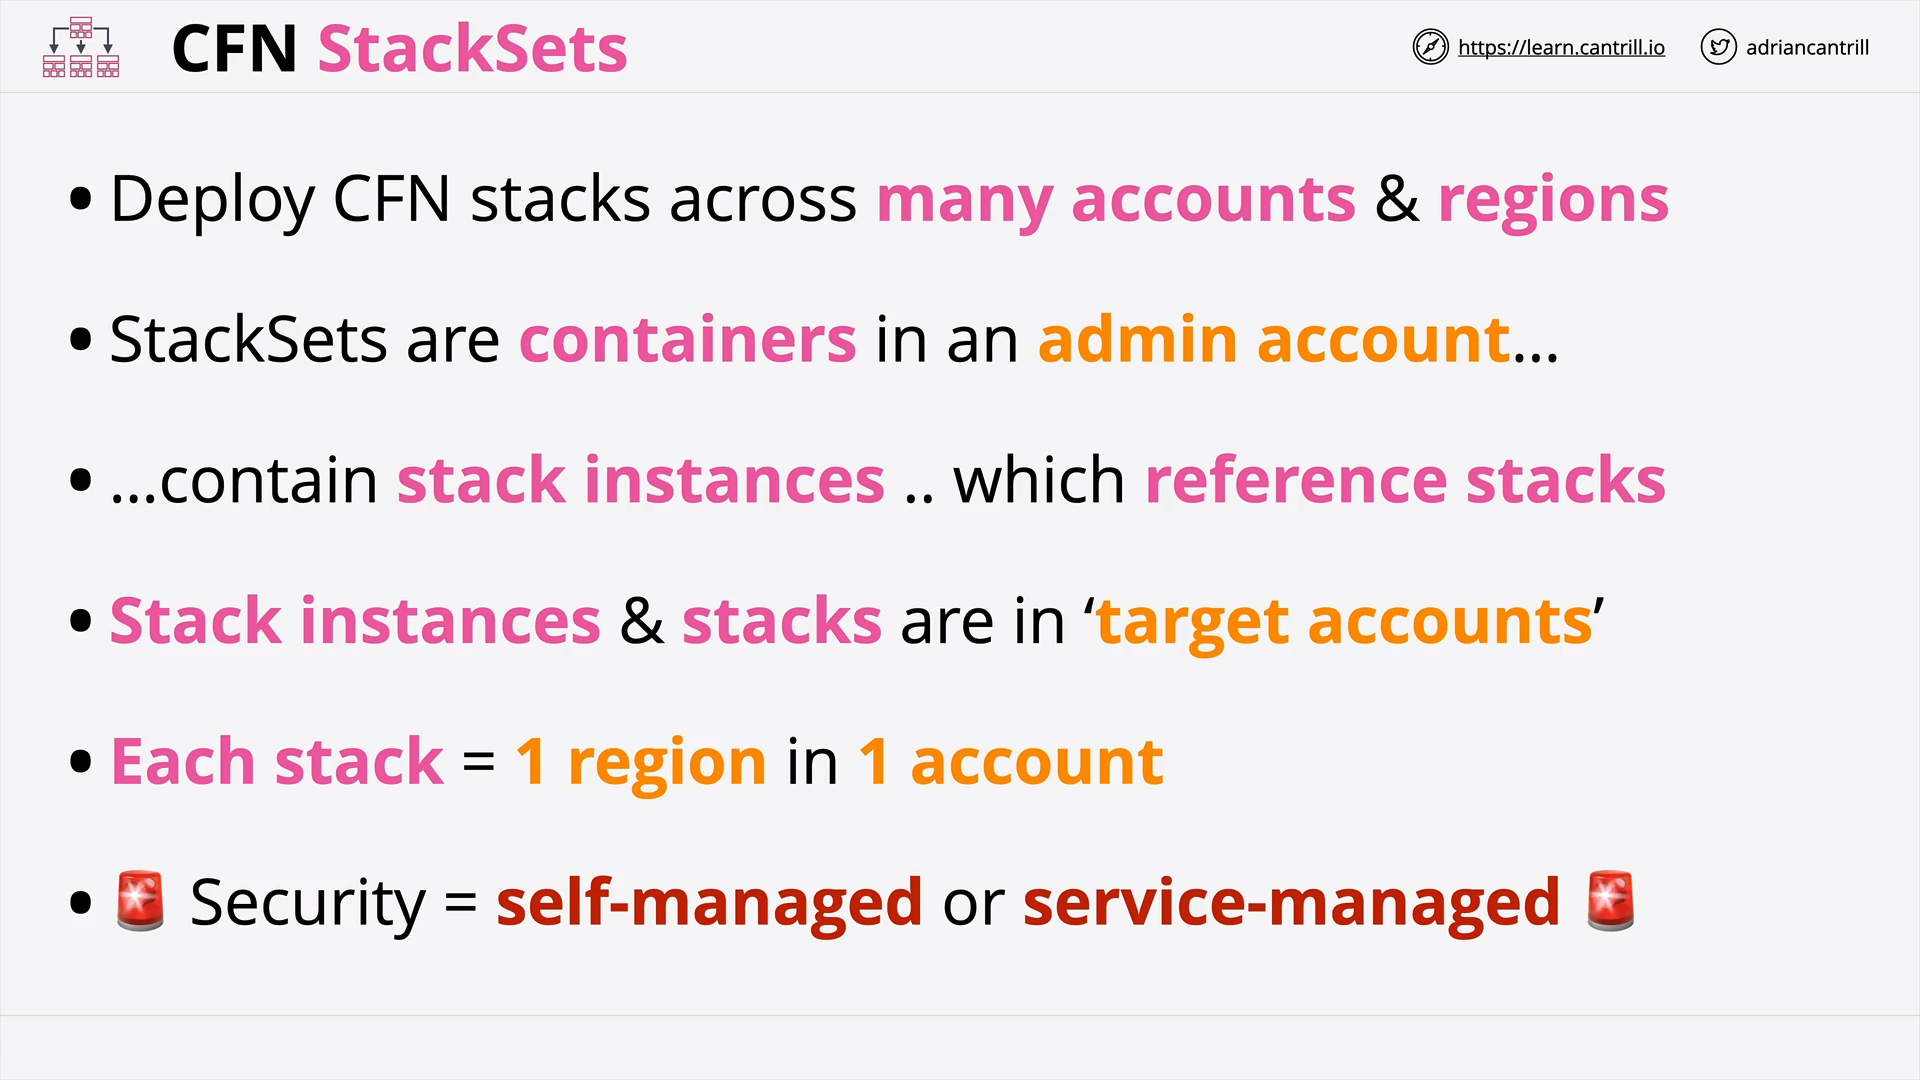 CFN StackSets
https://learn.cantrill.io
adriancantrill
• Deploy CFN stacks across many accounts & regions
• StackSets are containers in an admin account...
• ...contain stack instances .. which reference stacks
• Stack instances & stacks are in ‘target accounts’
• Each stack = 1 region in 1 account
• 🚨 Security = self-managed or service-managed 🚨